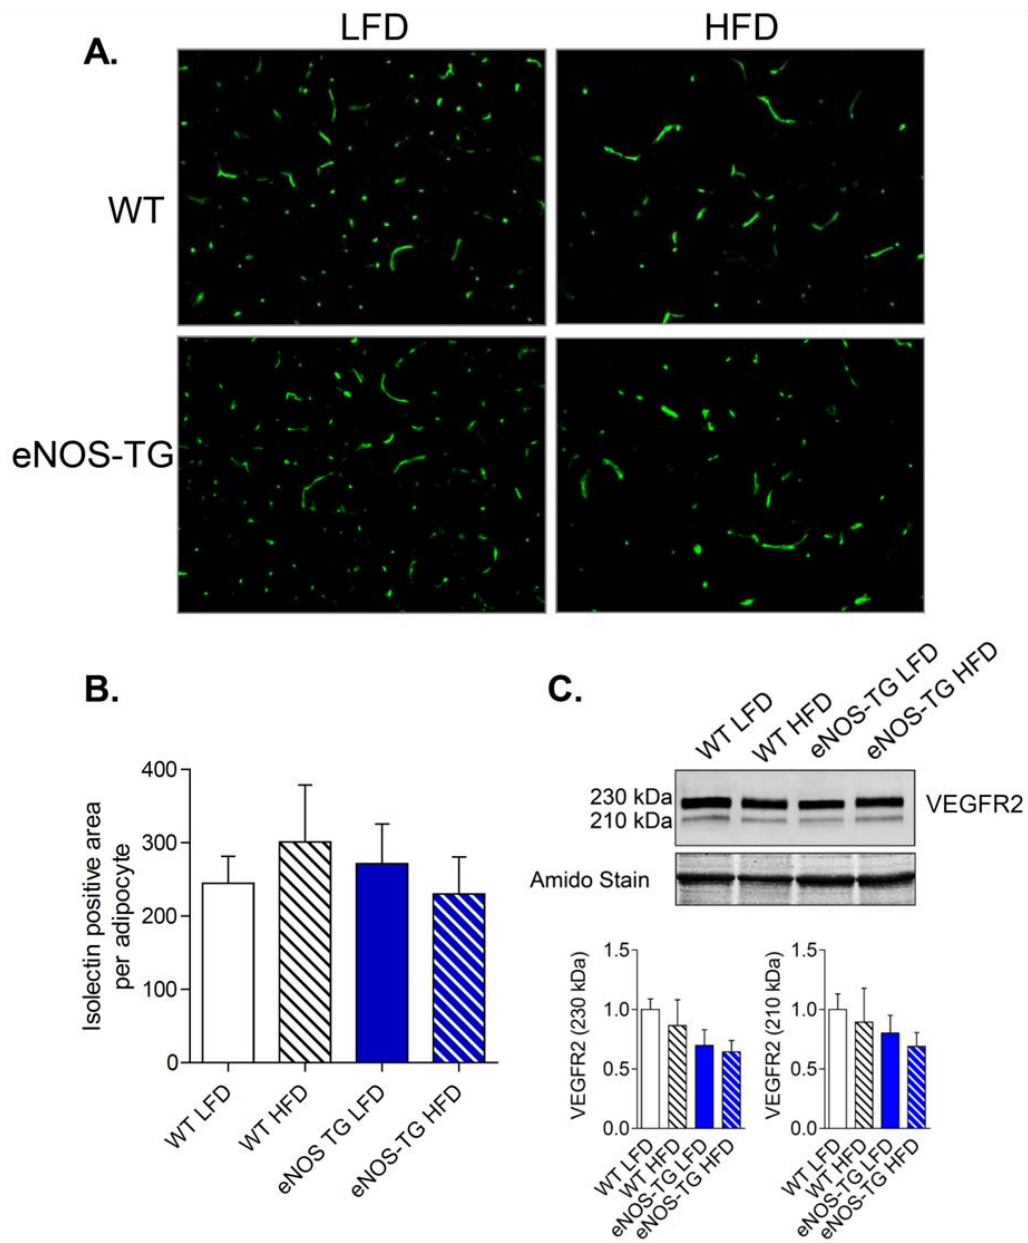 LFD
HFD
A.
WT
eNOS-TG
B.
Isolectin positive area
per adipocyte
400
300
200
100
0
WT LFD
WT HFD
eNOS TG LFD
eNOS-TG HFD
C.
WT LFD
WT HFD
eNOS-TG LFD
eNOS-TG HFD
230 kDa
210 kDa
VEGFR2
Amido Stain
VEGFR2 (230 kDa)
1.5
1.0
0.5
0.0
WT LFD
WT HFD
eNOS-TG LFD
eNOS-TG HFD
VEGFR2 (210 kDa)
1.5
1.0
0.5
0.0
WT LFD
WT HFD
eNOS-TG LFD
eNOS-TG HFD